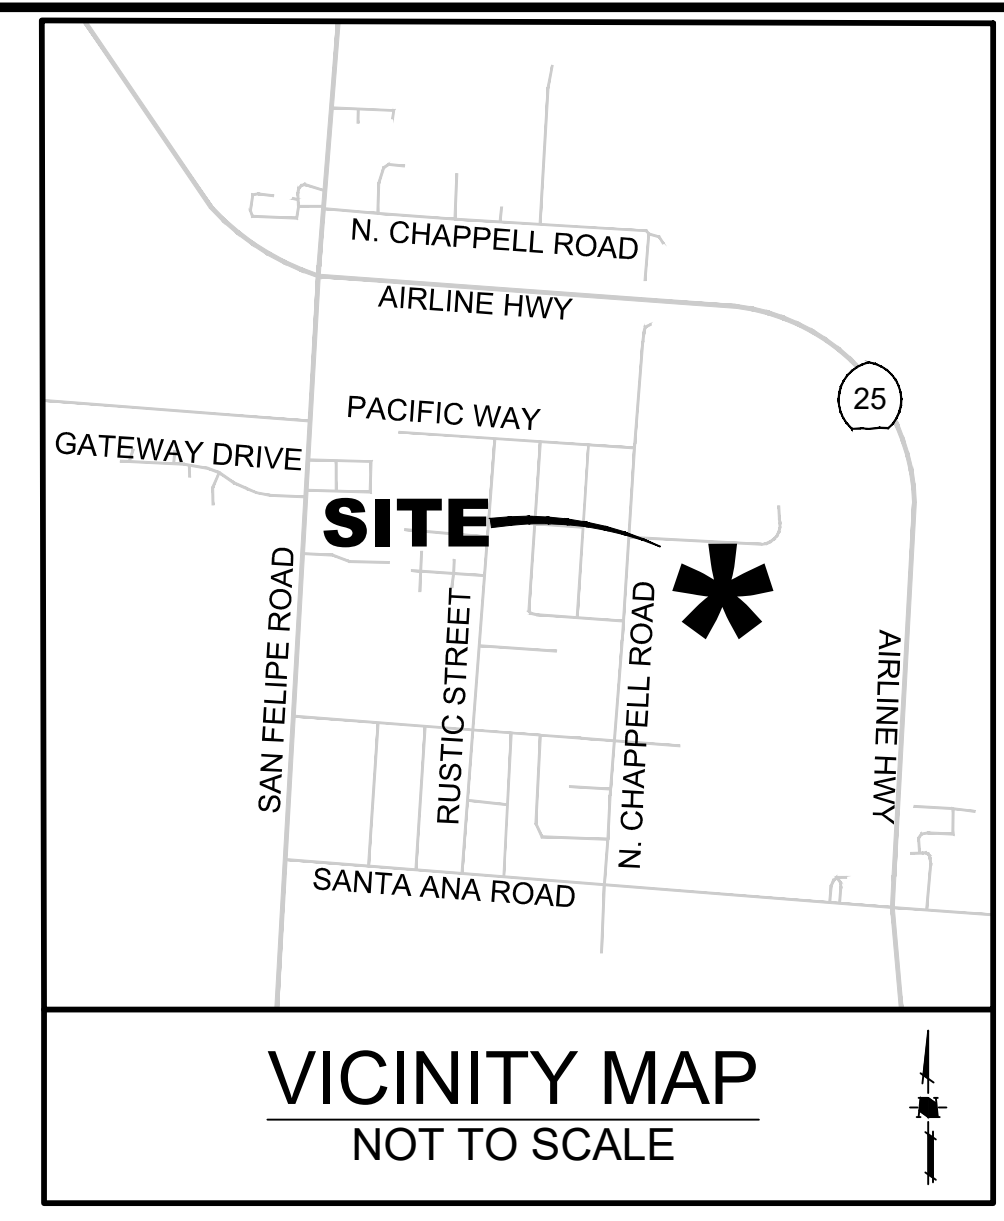 N. CHAPPELL ROAD
AIRLINE HWY
25
PACIFIC WAY
GATEWAY DRIVE
SITE
SAN FELIPE ROAD
RUSTIC STREET
N. CHAPPELL ROAD
AIRLINE HWY
SANTA ANA ROAD
VICINITY MAP
NOT TO SCALE
N